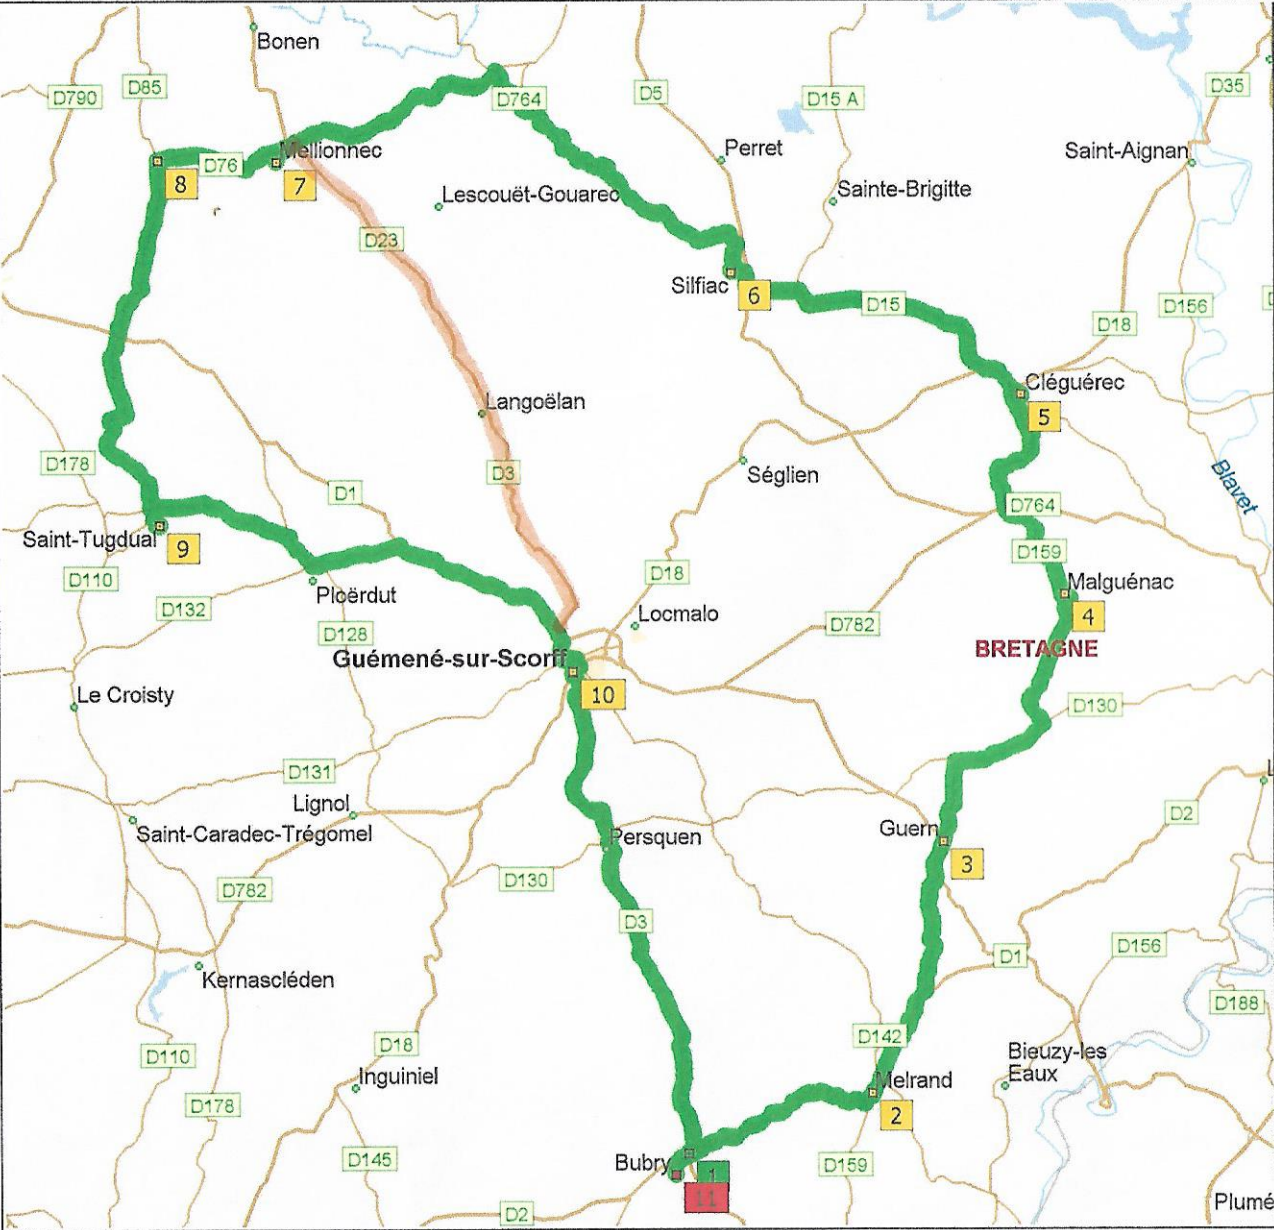 Bonen
D790
D85
D764
D5
D15 A
D35
Mellionnec
D76
8
7
Perret
Saint-Aignan
Lescouët-Gouarec
Sainte-Brigitte
D23
Silfiac
6
D15
D18
D156
Cléguérec
5
Langoëlan
D178
D1
D3
Séglien
Blavet
D764
Saint-Tugdual
9
D159
D110
D132
Ploërdut
D18
Malguénac
4
D128
Locmalo
D782
Guémené-sur-Scorff
BRETAGNE
10
Le Croisty
D130
D131
Lignol
Saint-Caradec-Trégomel
Persquen
Guern
3
D2
D782
D130
D3
D1
D156
Kernascléden
D188
D110
D18
D142
Bieuzy-les
Eaux
Inguiniel
Melrand
2
D178
D145
Bubry
1
11
D159
D2
Plumé